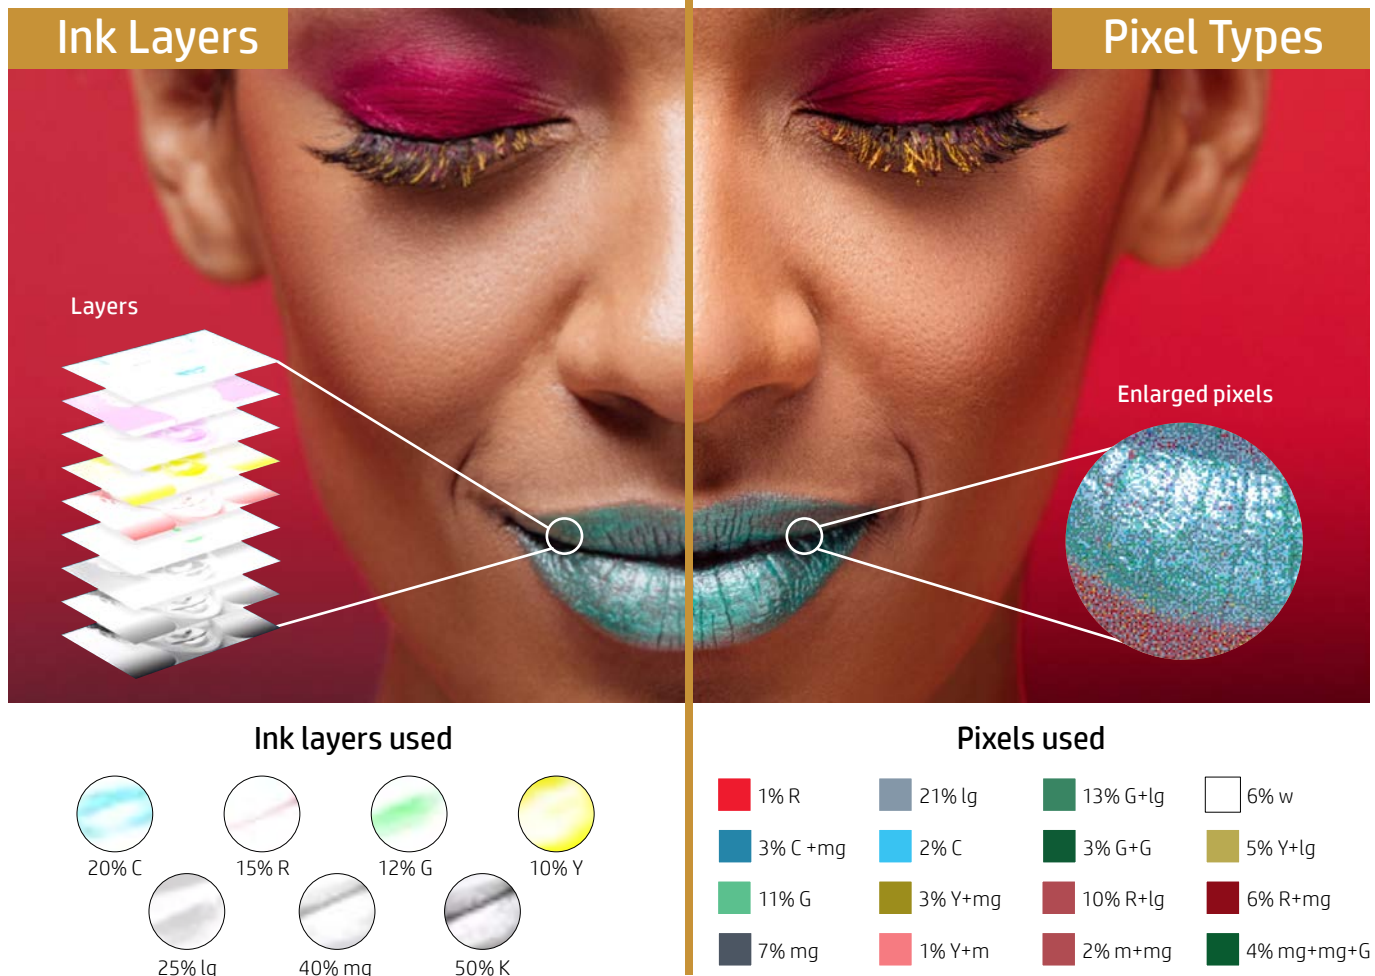 Ink Layers
Pixel Types
Layers
Enlarged pixels
Ink layers used
20% C
15% R
12% G
10% Y
25% lg
40% mg
50% K
Pixels used
1% R
21% lg
13% G+lg
6% w
3% C +mg
2% C
3% G+G
5% Y+lg
11% G
3% Y+mg
10% R+lg
6% R+mg
7% mg
1% Y+m
2% m+mg
4% mg+mg+G